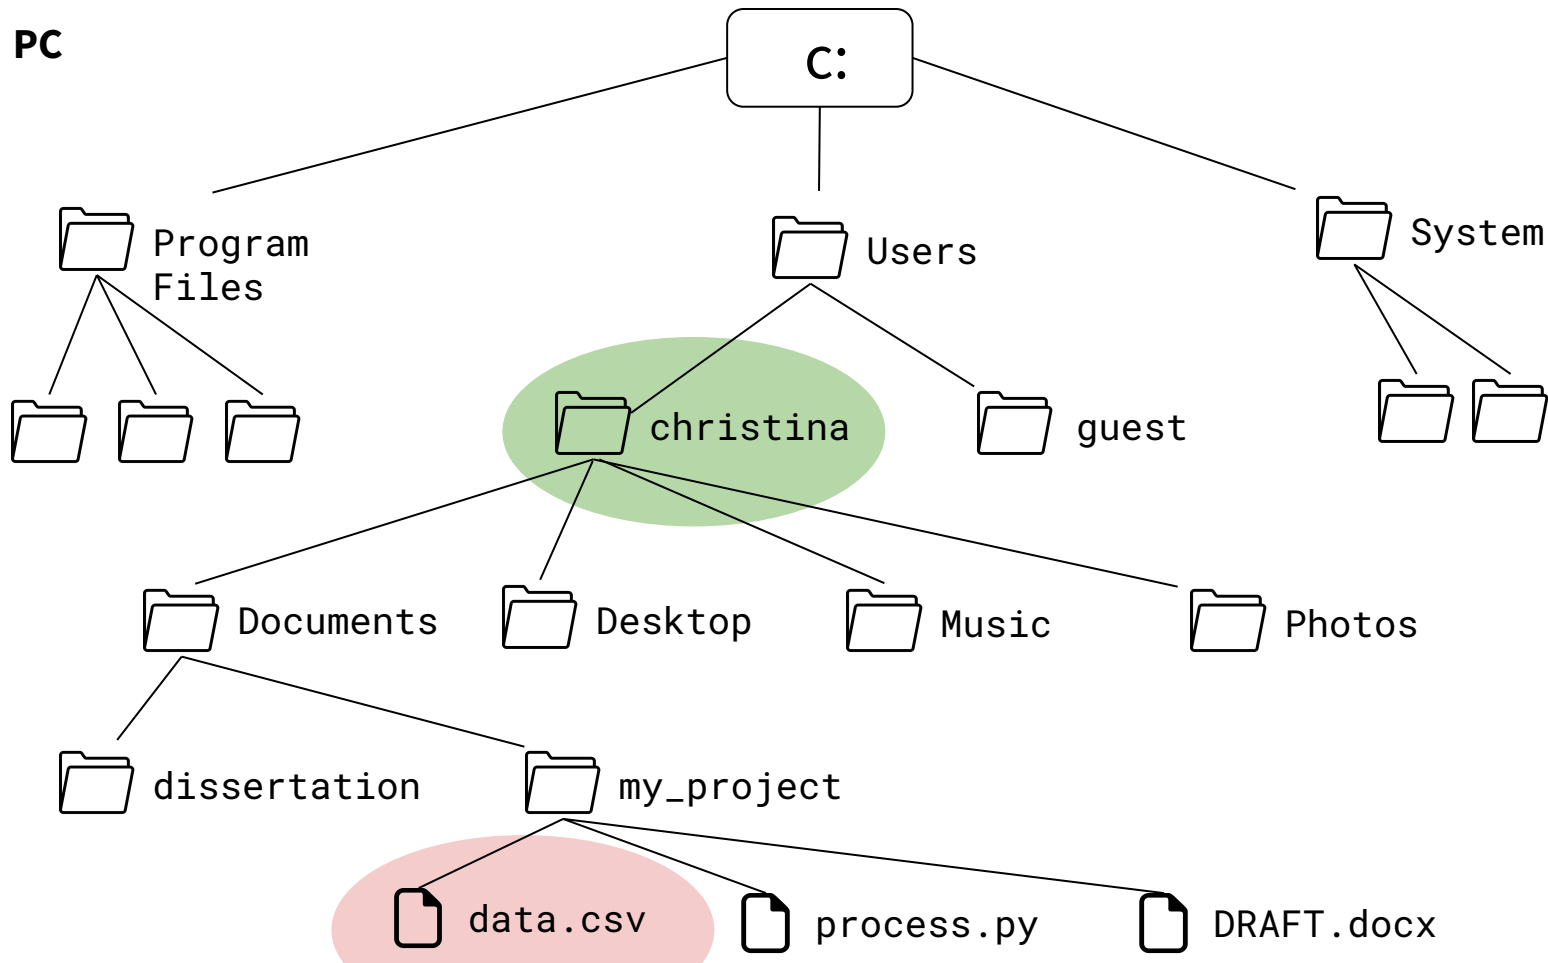 PC
C:
Program
Files
Users
System
christina
guest
Documents
Desktop
Music
Photos
dissertation
my_project
data.csv
process.py
DRAFT.docx